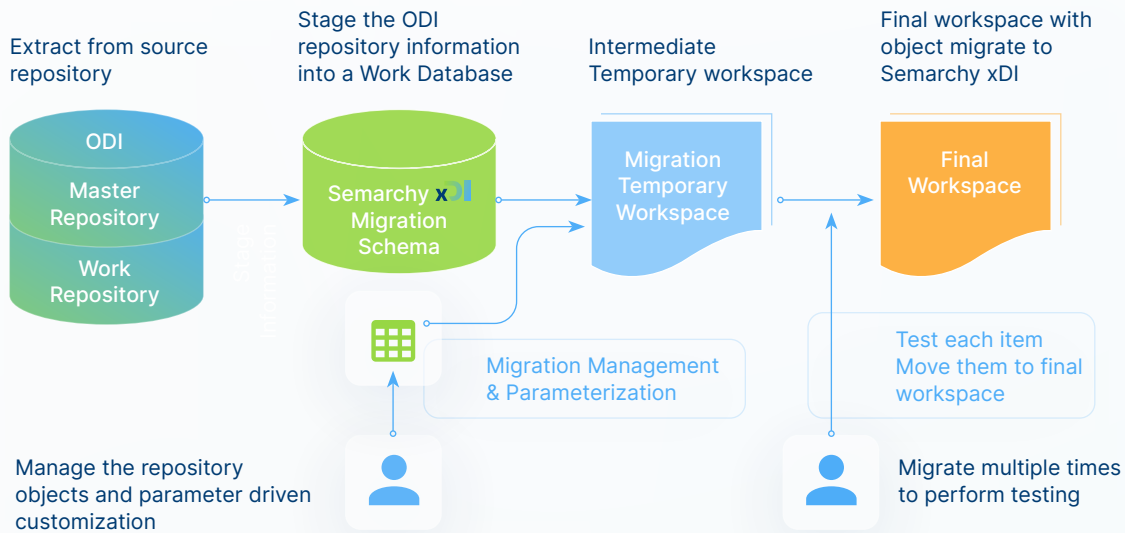 Extract from source
repository
Stage the ODI
repository information
into a Work Database
Intermediate
Temporary workspace
Final workspace with
object migrate to
Semarchy xDI
ODI
Master
Repository
Work
Repository
Semarchy xDI
Migration
Schema
Migration
Temporary
Workspace
Final
Workspace
Stage
information
Migration Management
& Parameterization
Test each item
Move them to final
workspace
Manage the repository
objects and parameter driven
customization
Migrate multiple times
to perform testing